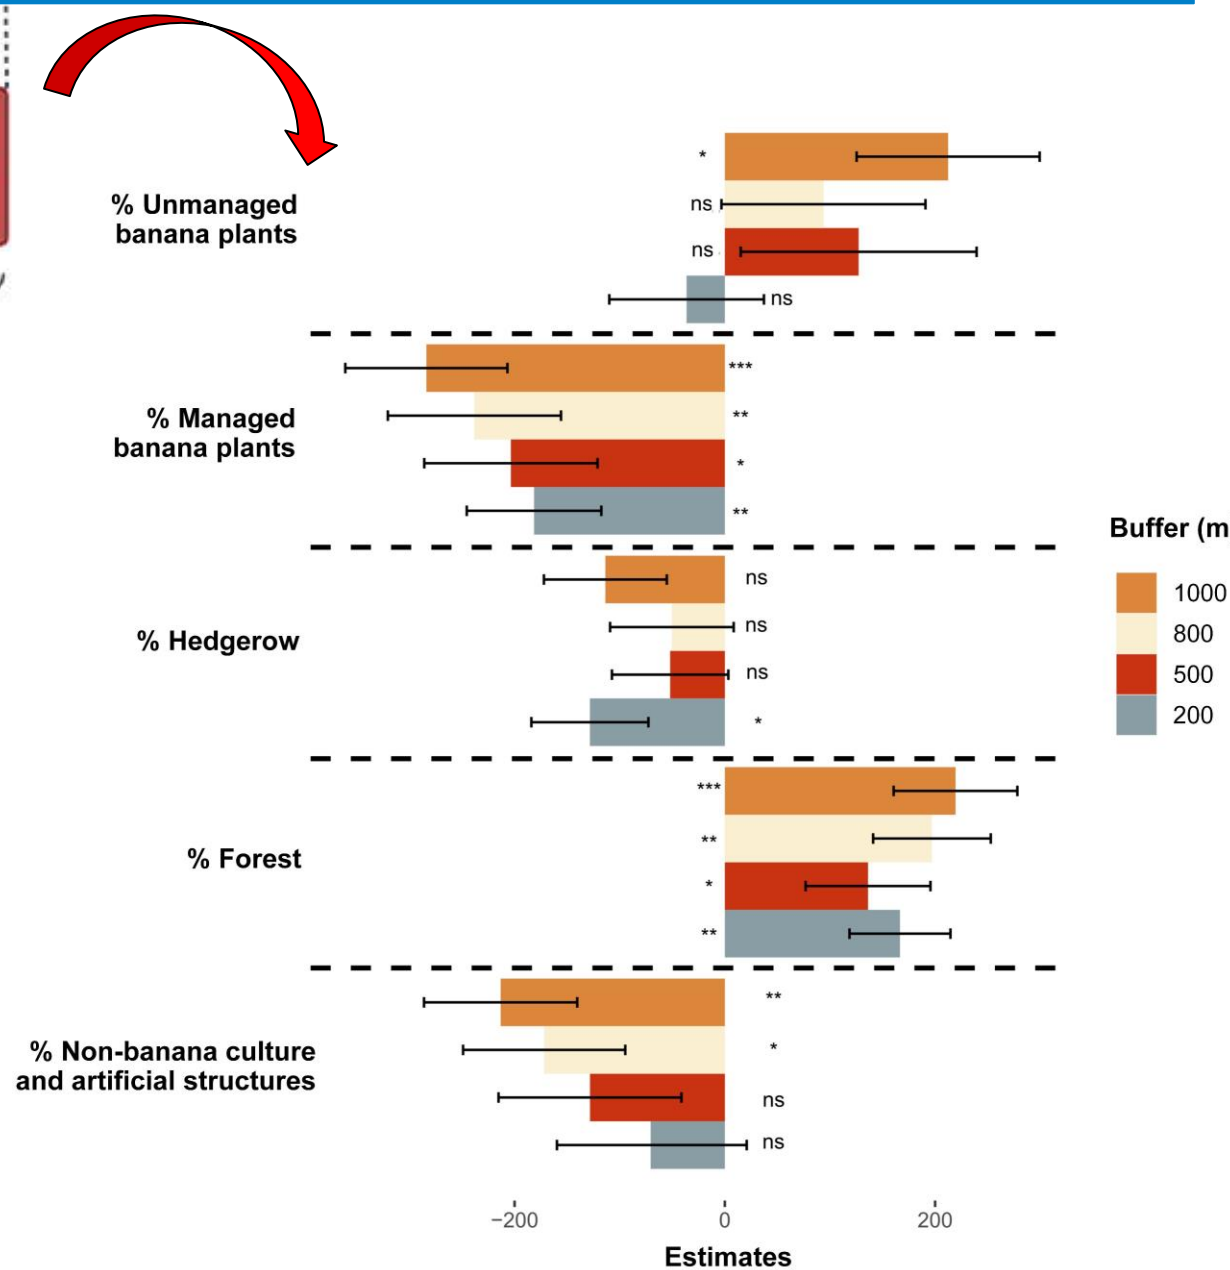 *
% Unmanaged
banana plants
ns
ns
ns
***
% Managed
banana plants
**
*
**
ns
% Hedgerow
ns
ns
*
Buffer (m
1000
800
500
200
***
% Forest
**
*
**
**
% Non-banana culture
and artificial structures
*
ns
ns
−200 0 200
Estimates